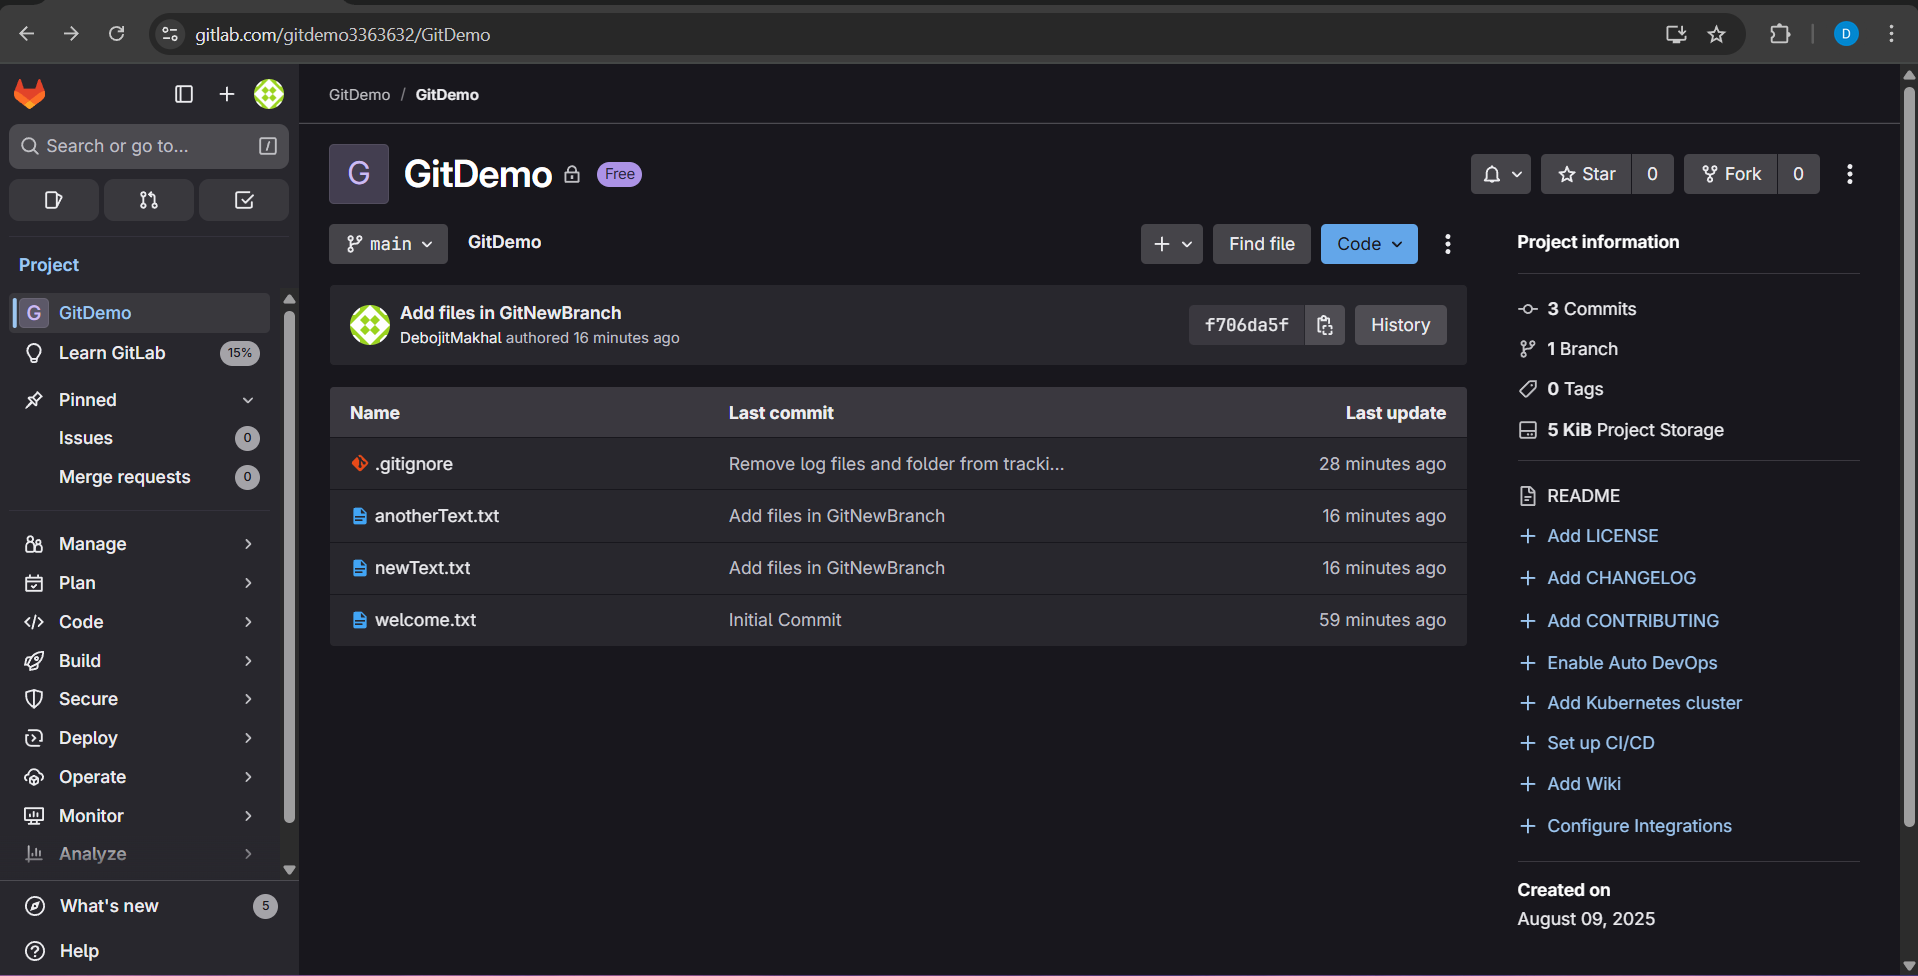 gitlab.com/gitdemo3363632/GitDemo
D
Search or go to...
/
Project
G GitDemo
Learn GitLab 15%
Pinned
Issues 0
Merge requests 0
Manage
Plan
Code
Build
Secure
Deploy
Operate
Monitor
Analyze
What's new 5
Help
GitDemo / GitDemo
G GitDemo Free
Star 0 Fork 0
main GitDemo Find file Code
Add files in GitNewBranch
DebojitMakhal authored 16 minutes ago
f706da5f History
Name Last commit Last update
.gitignore Remove log files and folder from tracki... 28 minutes ago
anotherText.txt Add files in GitNewBranch 16 minutes ago
newText.txt Add files in GitNewBranch 16 minutes ago
welcome.txt Initial Commit 59 minutes ago
Project information
3 Commits
1 Branch
0 Tags
5 KiB Project Storage
README
Add LICENSE
Add CHANGELOG
Add CONTRIBUTING
Enable Auto DevOps
Add Kubernetes cluster
Set up CI/CD
Add Wiki
Configure Integrations
Created on
August 09, 2025